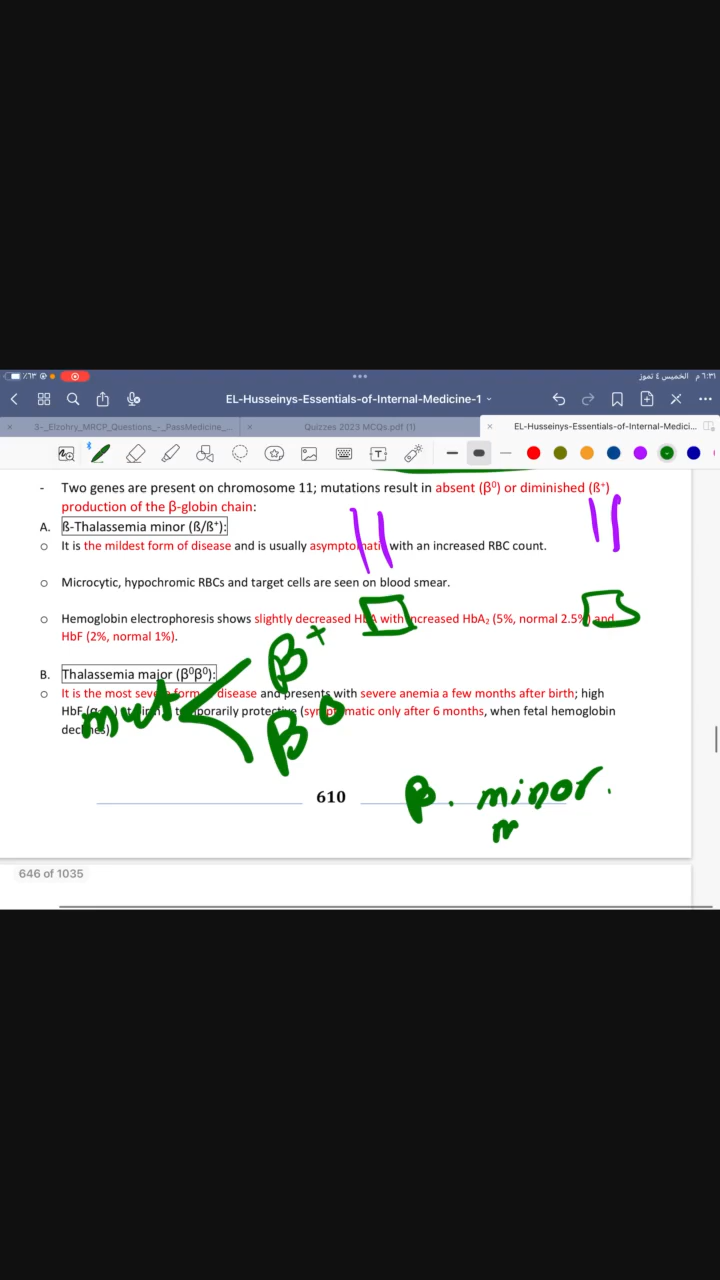 ٪٦٣
٦:٣١ م الخميس ٤ تموز
EL-Husseinys-Essentials-of-Internal-Medicine-1
3-_Elzohry_MRCP_Questions_-_PassMedicine_...
Quizzes 2023 MCQs.pdf (1)
EL-Husseinys-Essentials-of-Internal-Medici...
- Two genes are present on chromosome 11; mutations result in absent (β⁰) or diminished (ß⁺)
production of the β-globin chain:
A. ß-Thalassemia minor (ß/ß⁺):
o It is the mildest form of disease and is usually asymptomatic with an increased RBC count.
o Microcytic, hypochromic RBCs and target cells are seen on blood smear.
o Hemoglobin electrophoresis shows slightly decreased HbA with increased HbA₂ (5%, normal 2.5%) and
HbF (2%, normal 1%).
β⁺
B. Thalassemia major (β⁰β⁰):
o It is the most severe form of disease and presents with severe anemia a few months after birth; high
mut
HbF at birth is temporarily protective (symptomatic only after 6 months, when fetal hemoglobin
declines)
β⁰
β. minor.
610
646 of 1035